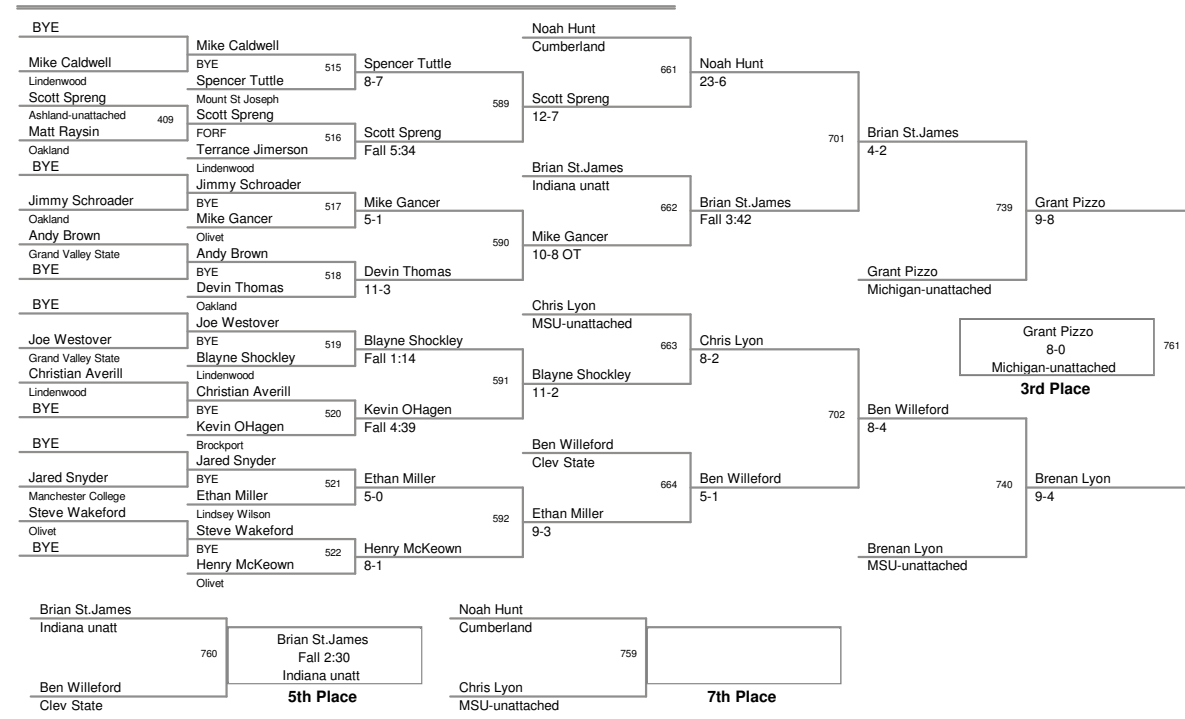 BYE
Mike Caldwell
Lindenwood
Scott Spreng
Ashland-unattached
409
Matt Raysin
Oakland
BYE
Jimmy Schroader
Oakland
Andy Brown
Grand Valley State
BYE
BYE
Joe Westover
Grand Valley State
Christian Averill
Lindenwood
BYE
BYE
Jared Snyder
Manchester College
Steve Wakeford
Olivet
BYE
Mike Caldwell
BYE
515
Spencer Tuttle
Mount St Joseph
Scott Spreng
FORF
516
Terrance Jimerson
Lindenwood
Jimmy Schroader
BYE
517
Mike Gancer
Olivet
Andy Brown
BYE
518
Devin Thomas
Oakland
Joe Westover
BYE
519
Blayne Shockley
Lindenwood
Christian Averill
BYE
520
Kevin OHagen
Brockport
Jared Snyder
BYE
521
Ethan Miller
Lindsey Wilson
Steve Wakeford
BYE
522
Henry McKeown
Olivet
Spencer Tuttle
8-7
589
Scott Spreng
Fall 5:34
Mike Gancer
5-1
590
Devin Thomas
11-3
Blayne Shockley
Fall 1:14
591
Kevin OHagen
Fall 4:39
Ethan Miller
5-0
592
Henry McKeown
8-1
Noah Hunt
Cumberland
661
Scott Spreng
12-7
Brian St.James
Indiana unatt
662
Mike Gancer
10-8 OT
Chris Lyon
MSU-unattached
663
Blayne Shockley
11-2
Ben Willeford
Clev State
664
Ethan Miller
9-3
Noah Hunt
23-6
701
Brian St.James
Fall 3:42
Chris Lyon
8-2
702
Ben Willeford
5-1
Brian St.James
4-2
739
Grant Pizzo
Michigan-unattached
Ben Willeford
8-4
740
Brenan Lyon
MSU-unattached
Grant Pizzo
9-8
Grant Pizzo
8-0
Michigan-unattached
761
3rd Place
Brenan Lyon
9-4
Brian St.James
Indiana unatt
760
Ben Willeford
Clev State
Brian St.James
Fall 2:30
Indiana unatt
5th Place
Noah Hunt
Cumberland
759
Chris Lyon
MSU-unattached
7th Place